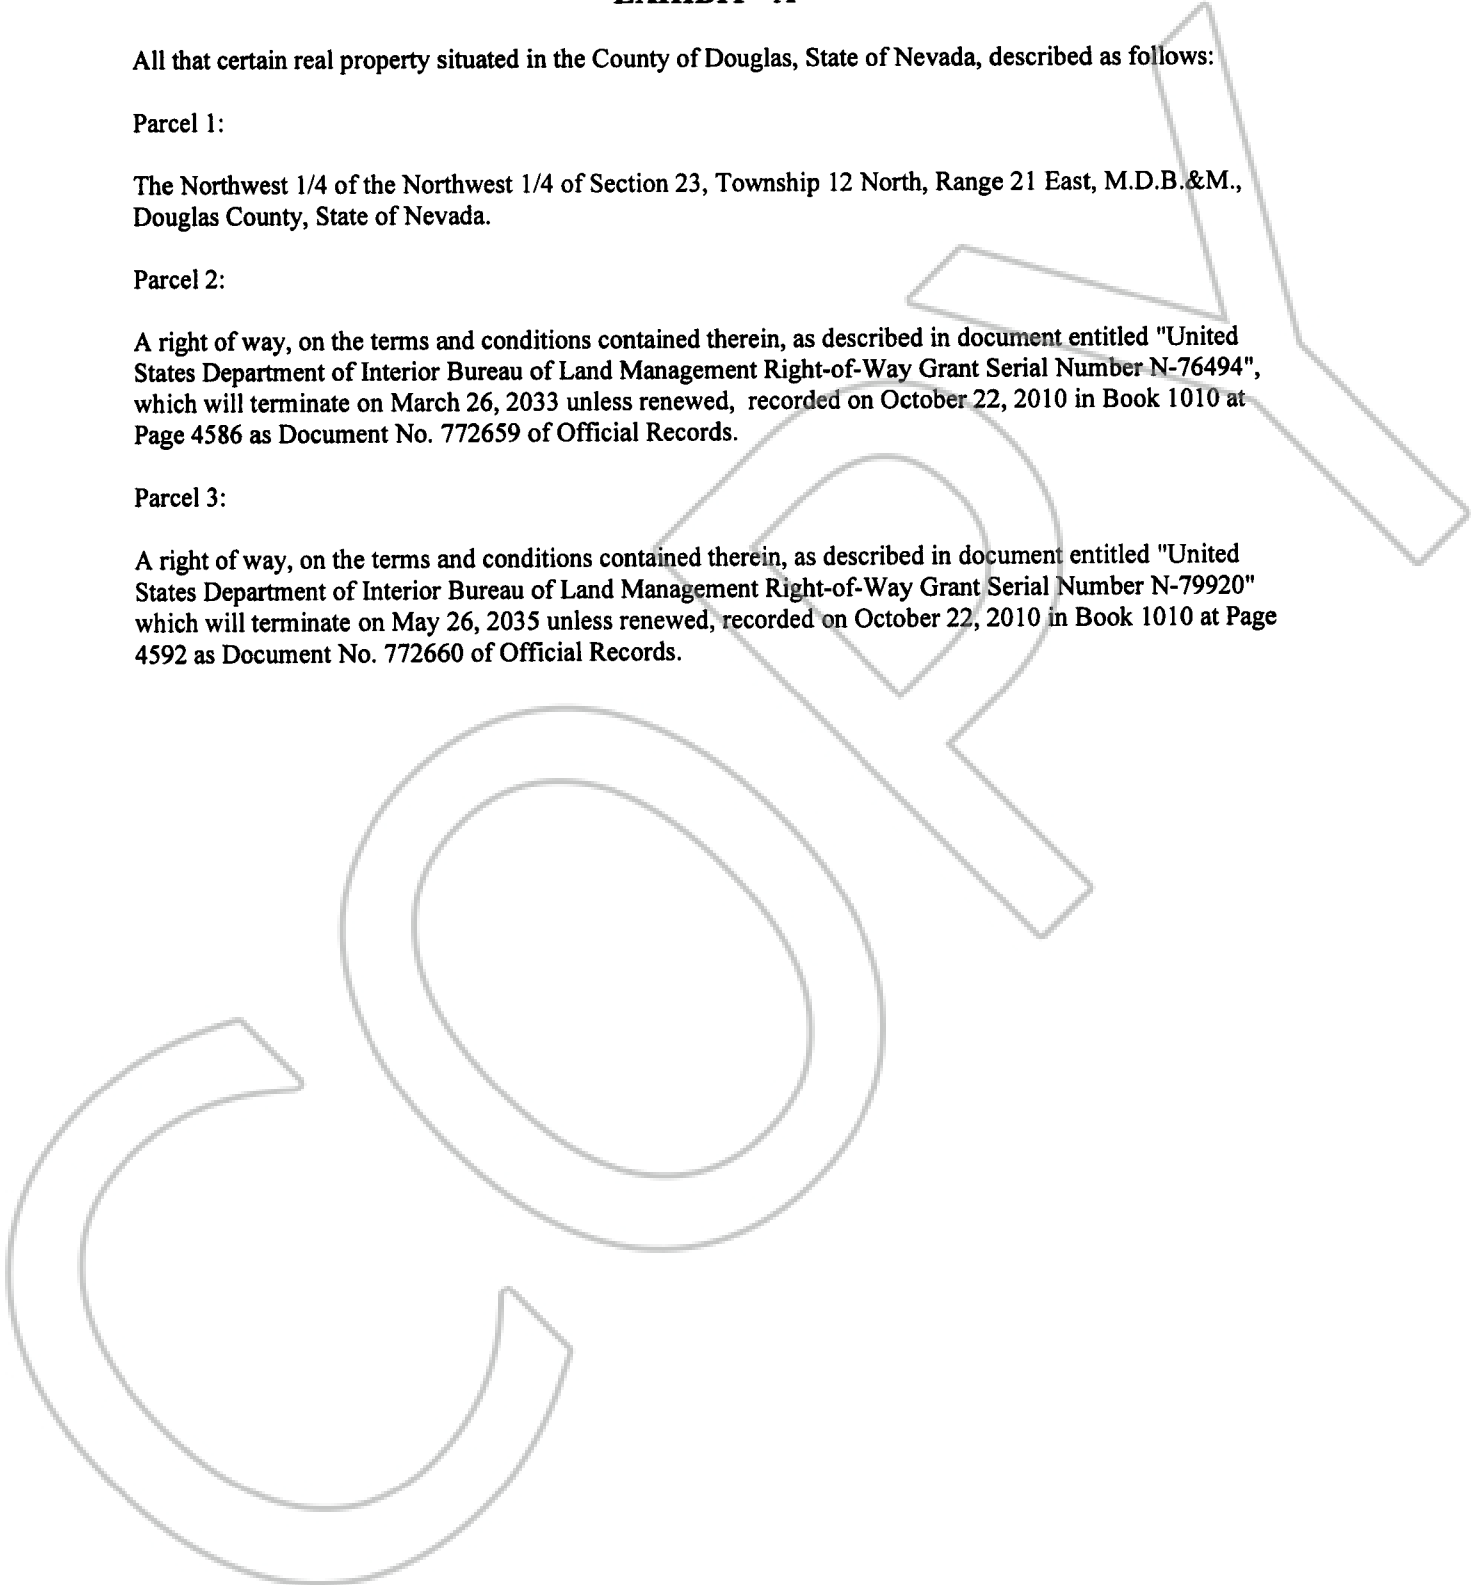 EXHIBIT "A"
All that certain real property situated in the County of Douglas, State of Nevada, described as follows:
Parcel 1:
The Northwest 1/4 of the Northwest 1/4 of Section 23, Township 12 North, Range 21 East, M.D.B.&M.,
Douglas County, State of Nevada.
Parcel 2:
A right of way, on the terms and conditions contained therein, as described in document entitled "United
States Department of Interior Bureau of Land Management Right-of-Way Grant Serial Number N-76494",
which will terminate on March 26, 2033 unless renewed,  recorded on October 22, 2010 in Book 1010 at
Page 4586 as Document No. 772659 of Official Records.
Parcel 3:
A right of way, on the terms and conditions contained therein, as described in document entitled "United
States Department of Interior Bureau of Land Management Right-of-Way Grant Serial Number N-79920"
which will terminate on May 26, 2035 unless renewed, recorded on October 22, 2010 in Book 1010 at Page
4592 as Document No. 772660 of Official Records.
COPY